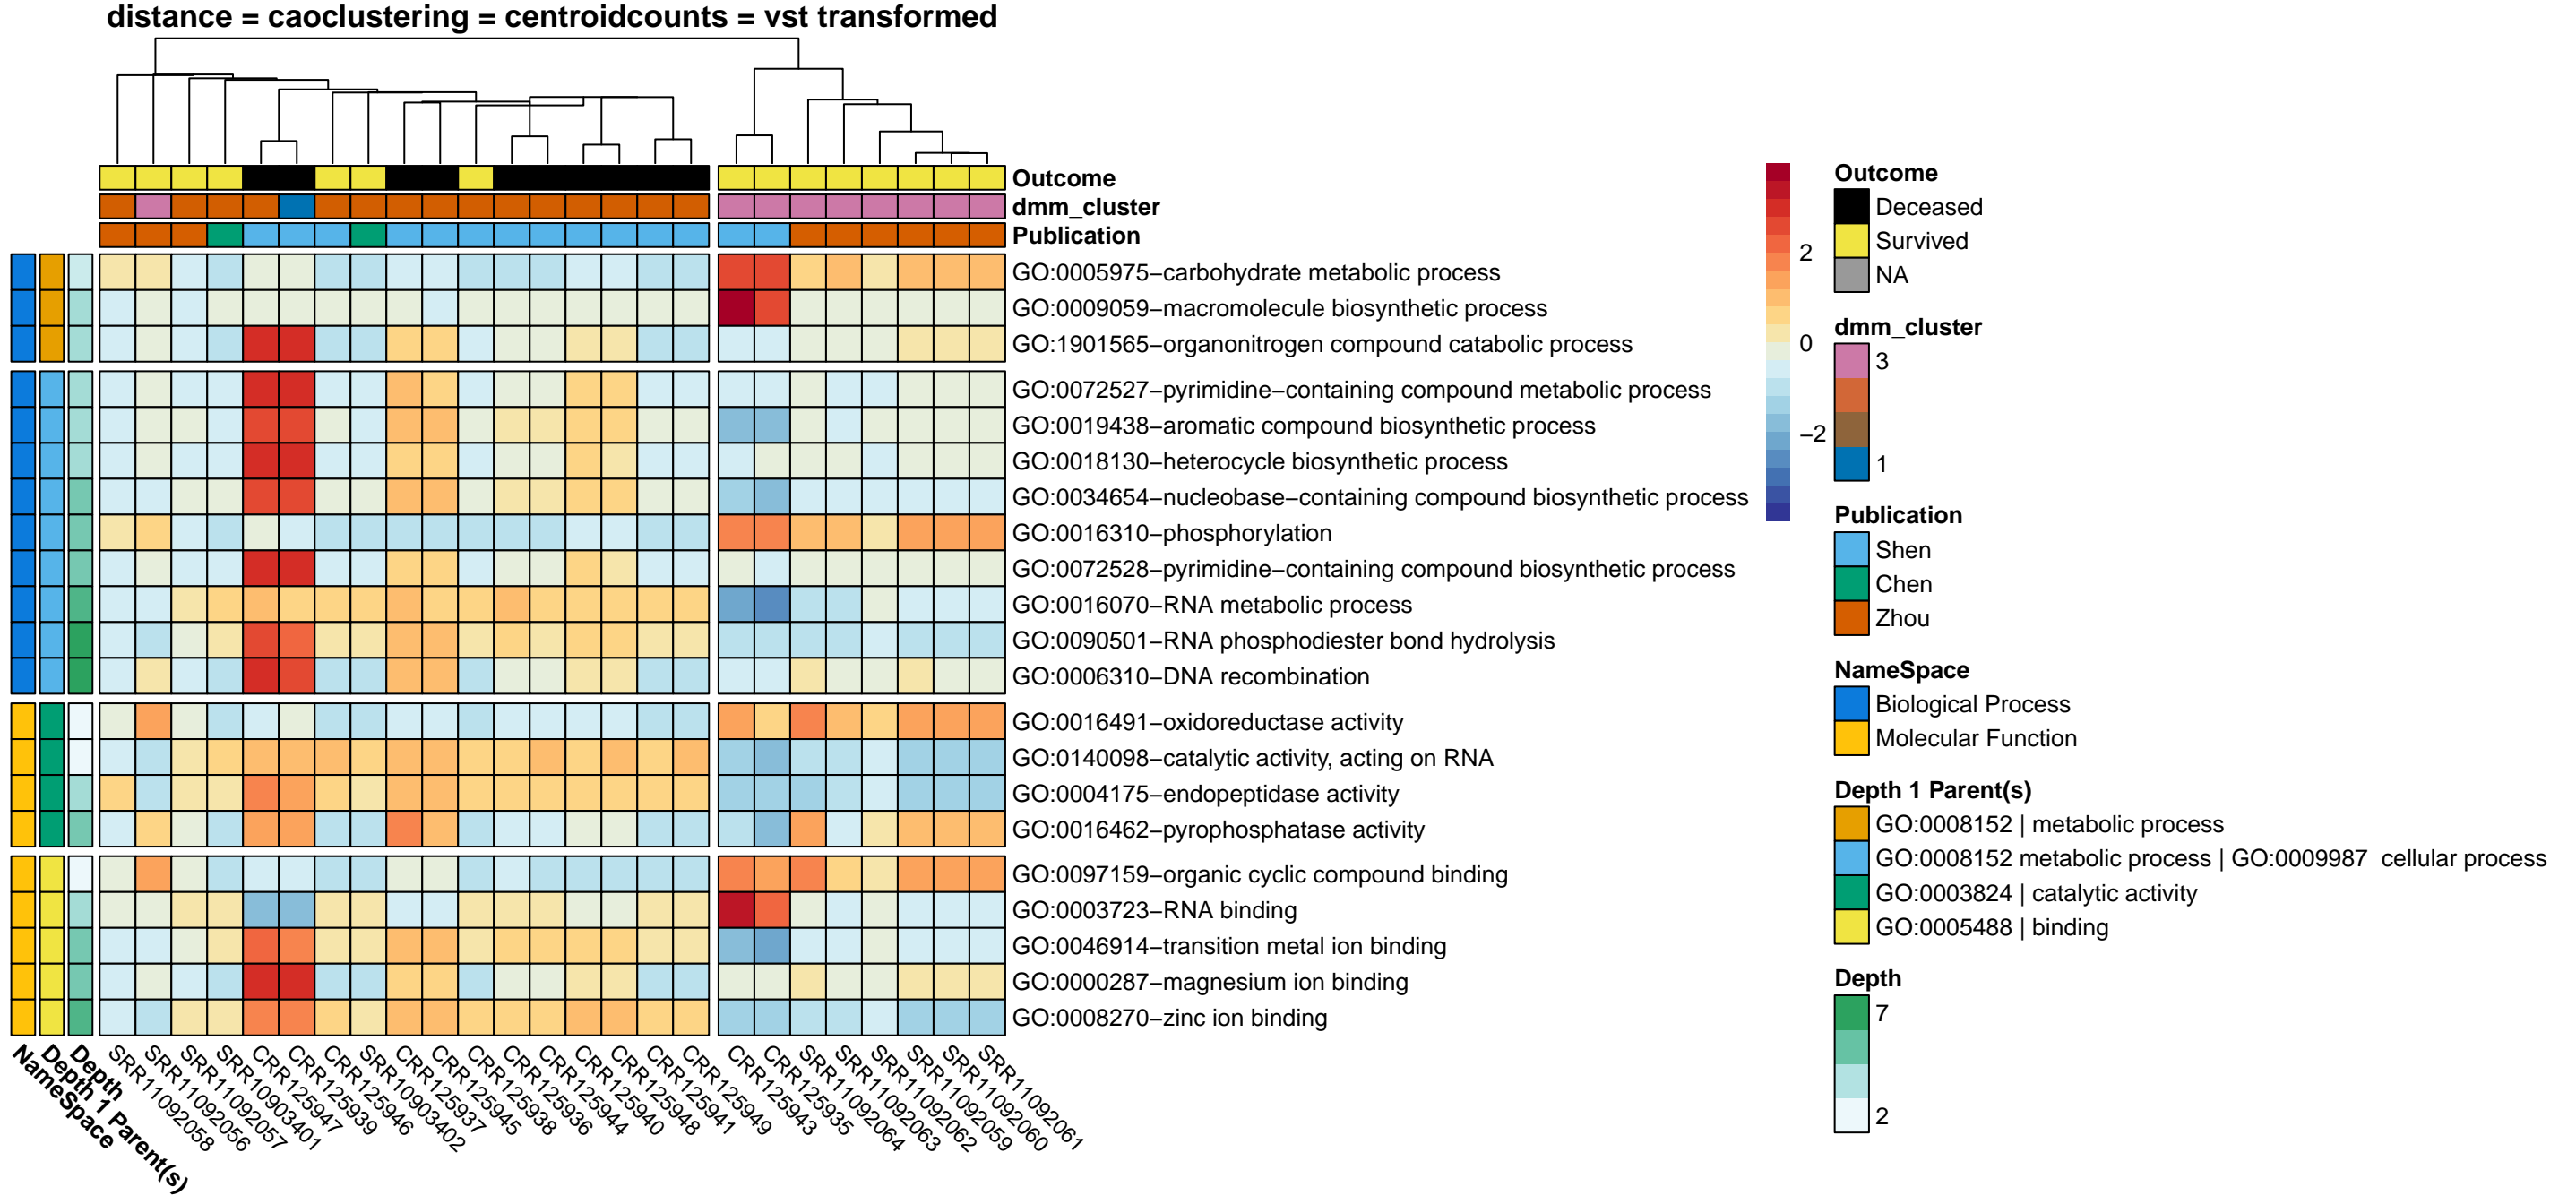 distance = caoclustering = centroidcounts = vst transformed
Outcome
dmm_cluster
Publication
GO:0005975−carbohydrate metabolic process
GO:0009059−macromolecule biosynthetic process
GO:1901565−organonitrogen compound catabolic process
GO:0072527−pyrimidine−containing compound metabolic process
GO:0019438−aromatic compound biosynthetic process
GO:0018130−heterocycle biosynthetic process
GO:0034654−nucleobase−containing compound biosynthetic process
GO:0016310−phosphorylation
GO:0072528−pyrimidine−containing compound biosynthetic process
GO:0016070−RNA metabolic process
GO:0090501−RNA phosphodiester bond hydrolysis
GO:0006310−DNA recombination
GO:0016491−oxidoreductase activity
GO:0140098−catalytic activity, acting on RNA
GO:0004175−endopeptidase activity
GO:0016462−pyrophosphatase activity
GO:0097159−organic cyclic compound binding
GO:0003723−RNA binding
GO:0046914−transition metal ion binding
GO:0000287−magnesium ion binding
GO:0008270−zinc ion binding
NameSpace
Depth 1 Parent(s)
Depth
SRR11092058
SRR11092056
SRR11092057
SRR10903401
CRR125947
CRR125939
CRR125946
SRR10903402
CRR125937
CRR125945
CRR125938
CRR125936
CRR125944
CRR125940
CRR125948
CRR125941
CRR125949
CRR125943
CRR125935
SRR11092064
SRR11092063
SRR11092062
SRR11092059
SRR11092060
SRR11092061
2
0
−2
Outcome
Deceased
Survived
NA
dmm_cluster
3
1
Publication
Shen
Chen
Zhou
NameSpace
Biological Process
Molecular Function
Depth 1 Parent(s)
GO:0008152 | metabolic process
GO:0008152 metabolic process | GO:0009987 cellular process
GO:0003824 | catalytic activity
GO:0005488 | binding
Depth
7
2